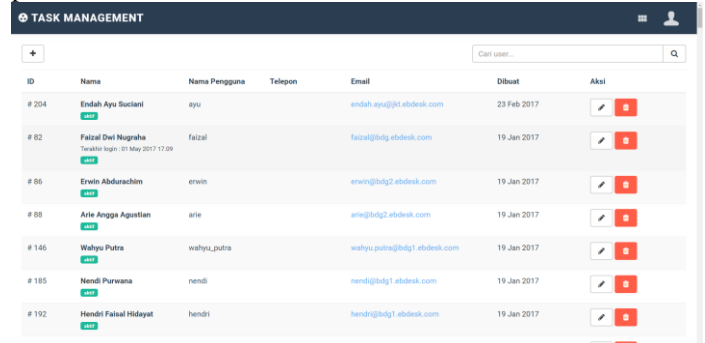 TASK MANAGEMENT
Cari user...
ID Nama Nama Pengguna Telepon Email Dibuat Aksi
# 204 Endah Ayu Suciani ayu endah.ayu@jkt.ebdesk.com 23 Feb 2017
aktif
# 82 Faizal Dwi Nugraha faizal faizal@bdg.ebdesk.com 19 Jan 2017
Terakhir login : 01 May 2017 17:09
aktif
# 86 Erwin Abdurachim erwin erwin@bdg2.ebdesk.com 19 Jan 2017
aktif
# 88 Arie Angga Agustian arie arie@bdg2.ebdesk.com 19 Jan 2017
aktif
# 146 Wahyu Putra wahyu_putra wahyu.putra@bdg1.ebdesk.com 19 Jan 2017
aktif
# 185 Nendi Purwana nendi nendi@bdg1.ebdesk.com 19 Jan 2017
aktif
# 192 Hendri Faisal Hidayat hendri hendri@bdg1.ebdesk.com 19 Jan 2017
aktif